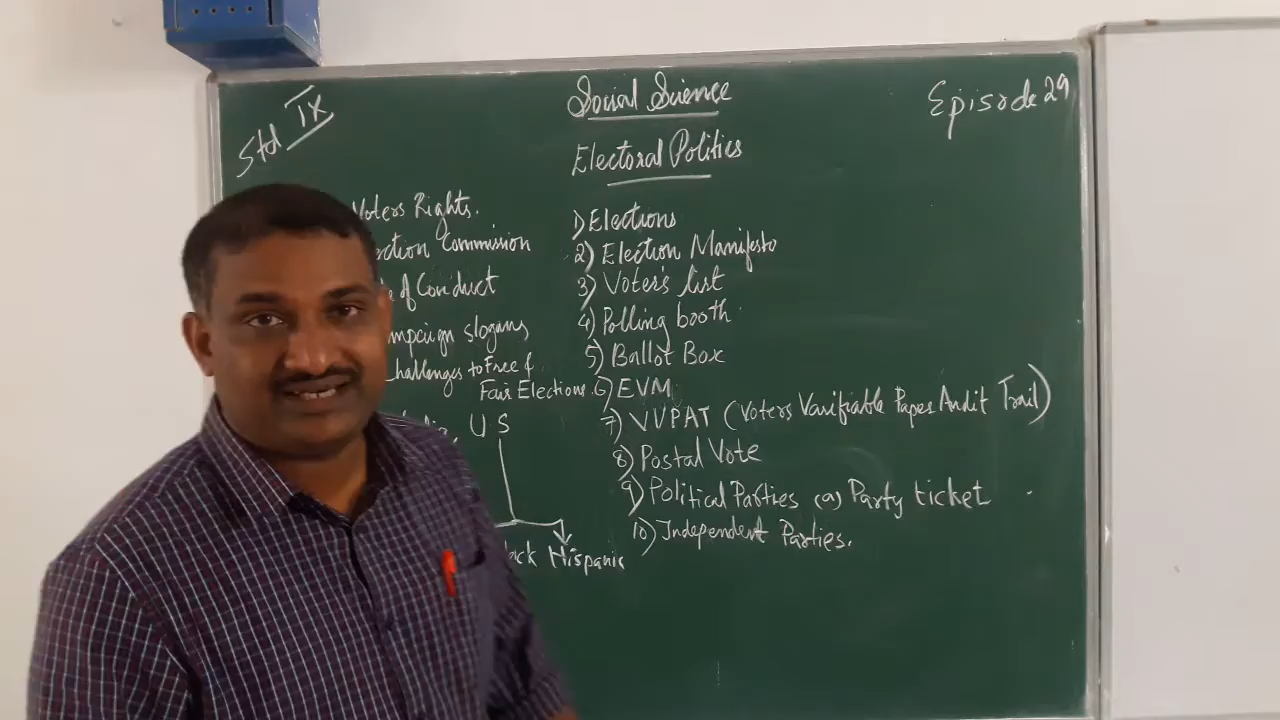 Std IX
Social Science
Episode 29
Electoral Politics
Voters Rights.
Commission
of Conduct
slogans
Challenges to Free &
Fair Elections.
U S
Hispanic
1) Elections
2) Election Manifesto
3) Voter's list
4) Polling booth
5) Ballot Box
6) EVM
7) VVPAT (Voters Varifiable Paper Audit Trail)
8) Postal Vote
9) Political Parties (a) Party ticket
10) Independent Parties.